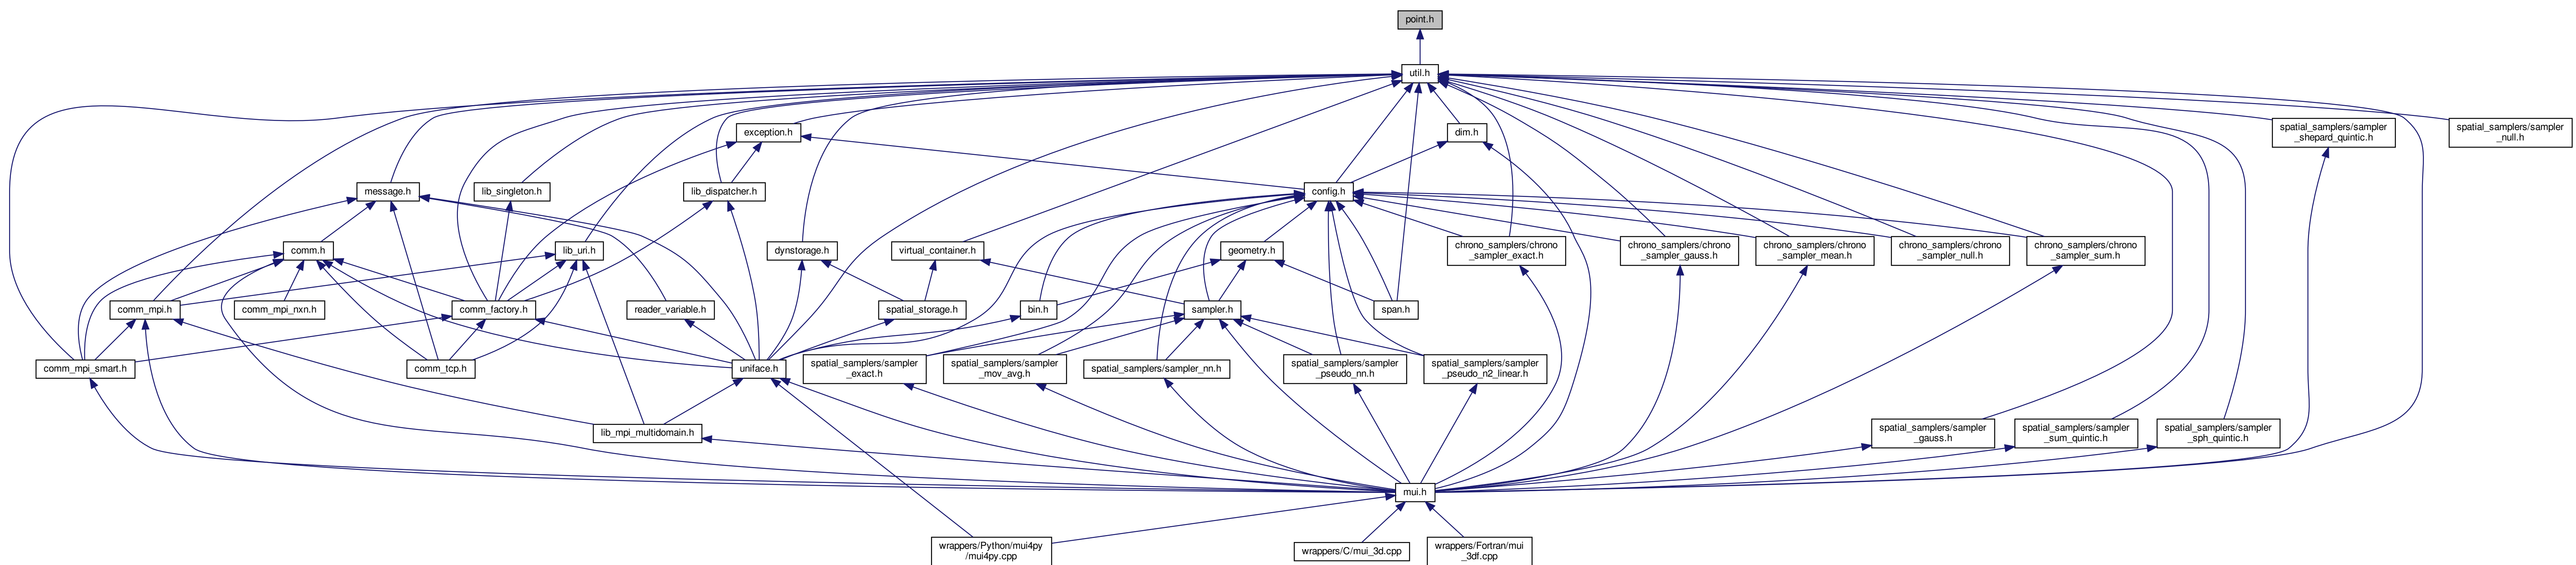 point.h
util.h
exception.h
dim.h
spatial_samplers/sampler
_shepard_quintic.h
spatial_samplers/sampler
_null.h
message.h
lib_singleton.h
lib_dispatcher.h
config.h
comm.h
lib_uri.h
dynstorage.h
virtual_container.h
geometry.h
chrono_samplers/chrono
_sampler_exact.h
chrono_samplers/chrono
_sampler_gauss.h
chrono_samplers/chrono
_sampler_mean.h
chrono_samplers/chrono
_sampler_null.h
chrono_samplers/chrono
_sampler_sum.h
comm_mpi.h
comm_mpi_nxn.h
comm_factory.h
reader_variable.h
spatial_storage.h
bin.h
sampler.h
span.h
comm_mpi_smart.h
comm_tcp.h
uniface.h
spatial_samplers/sampler
_exact.h
spatial_samplers/sampler
_mov_avg.h
spatial_samplers/sampler_nn.h
spatial_samplers/sampler
_pseudo_nn.h
spatial_samplers/sampler
_pseudo_n2_linear.h
lib_mpi_multidomain.h
spatial_samplers/sampler
_gauss.h
spatial_samplers/sampler
_sum_quintic.h
spatial_samplers/sampler
_sph_quintic.h
mui.h
wrappers/Python/mui4py
/mui4py.cpp
wrappers/C/mui_3d.cpp
wrappers/Fortran/mui
_3df.cpp